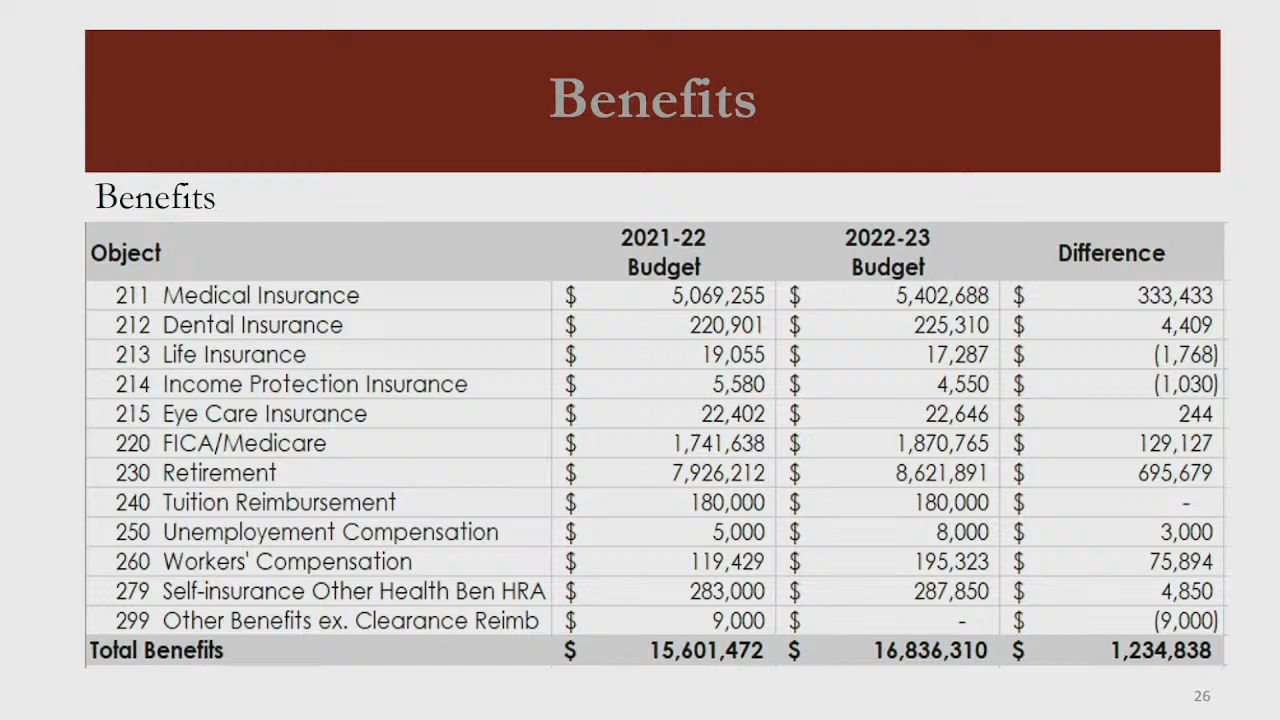 Benefits
Benefits
Object 2021-22 Budget 2022-23 Budget Difference
211 Medical Insurance $ 5,069,255 $ 5,402,688 $ 333,433
212 Dental Insurance $ 220,901 $ 225,310 $ 4,409
213 Life Insurance $ 19,055 $ 17,287 $ (1,768)
214 Income Protection Insurance $ 5,580 $ 4,550 $ (1,030)
215 Eye Care Insurance $ 22,402 $ 22,646 $ 244
220 FICA/Medicare $ 1,741,638 $ 1,870,765 $ 129,127
230 Retirement $ 7,926,212 $ 8,621,891 $ 695,679
240 Tuition Reimbursement $ 180,000 $ 180,000 $ -
250 Unemployement Compensation $ 5,000 $ 8,000 $ 3,000
260 Workers' Compensation $ 119,429 $ 195,323 $ 75,894
279 Self-insurance Other Health Ben HRA $ 283,000 $ 287,850 $ 4,850
299 Other Benefits ex. Clearance Reimb $ 9,000 $ - $ (9,000)
Total Benefits $ 15,601,472 $ 16,836,310 $ 1,234,838
26